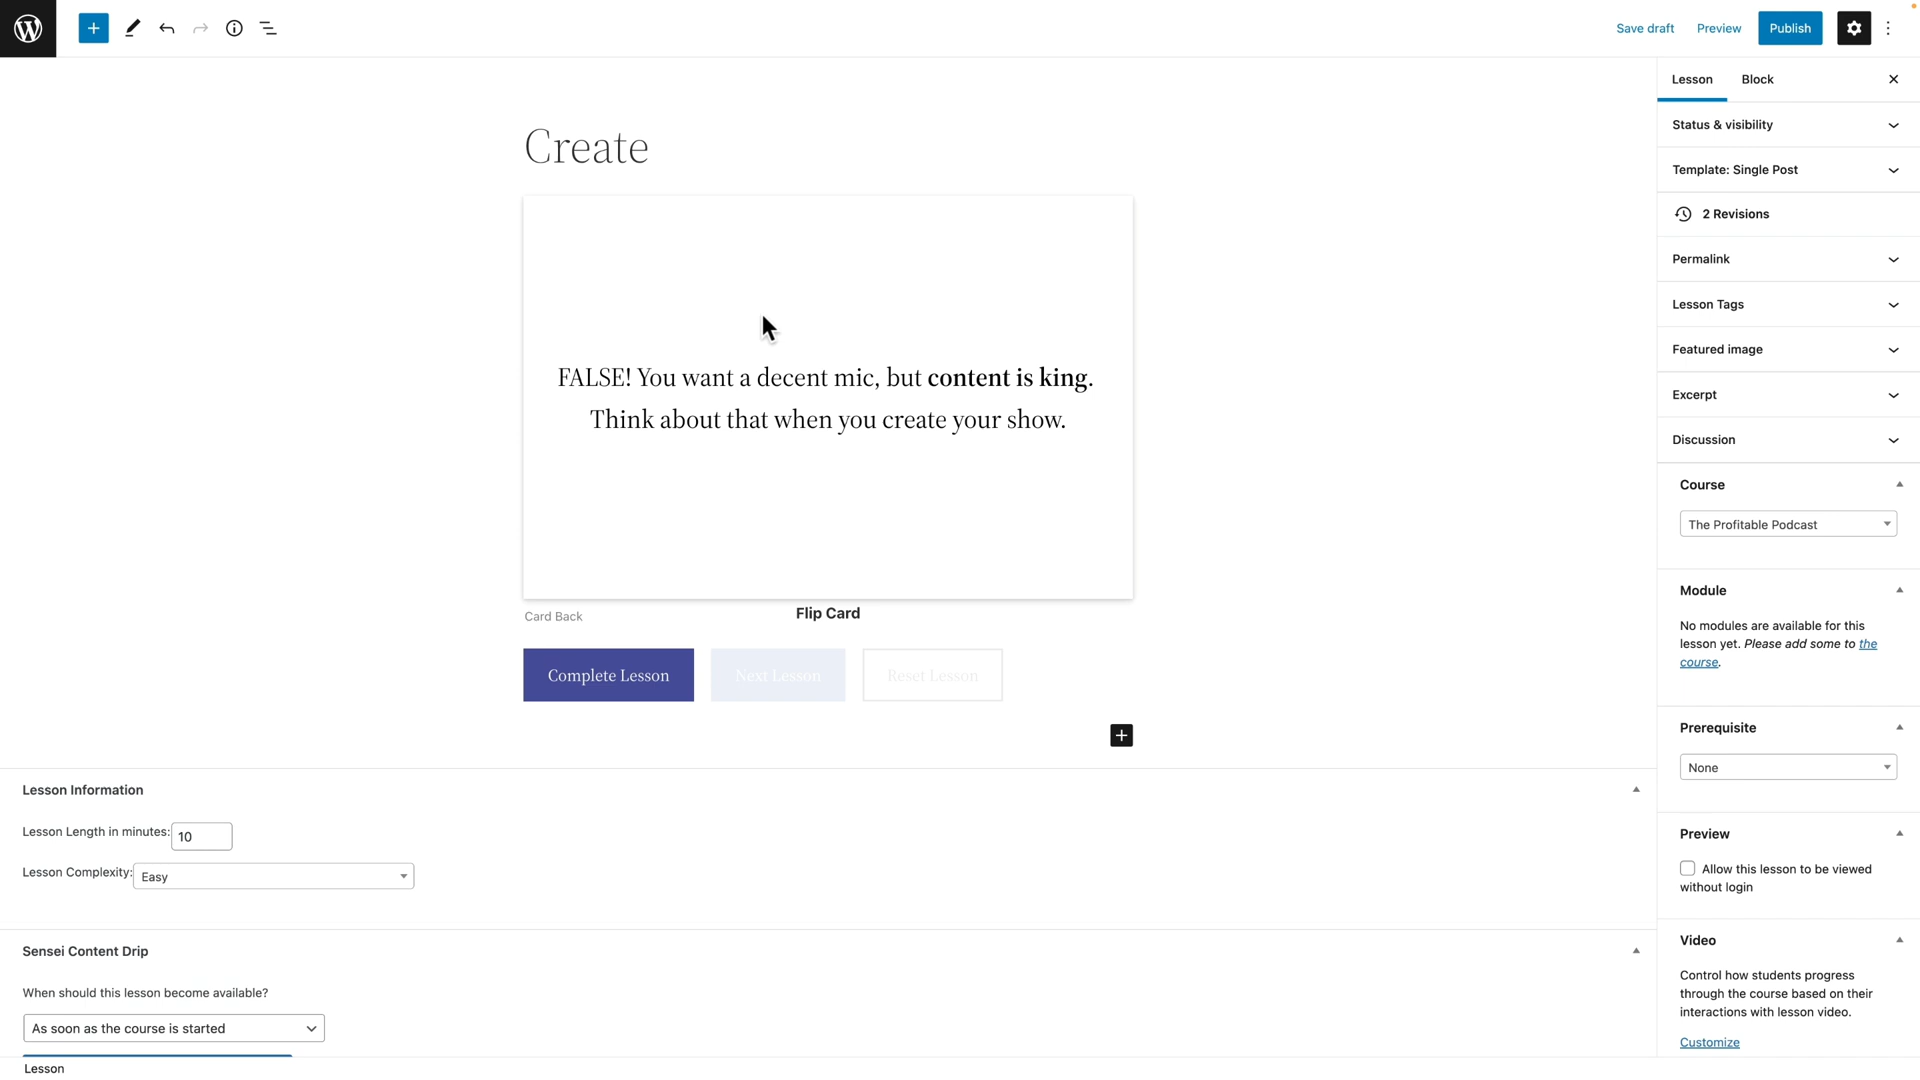 Save draft
Preview
Publish
Lesson
Block
Create
FALSE! You want a decent mic, but content is king.
Think about that when you create your show.
Card Back
Flip Card
Complete Lesson
Next Lesson
Reset Lesson
Lesson Information
Lesson Length in minutes:
10
Lesson Complexity:
Easy
Sensei Content Drip
When should this lesson become available?
As soon as the course is started
Lesson
Status & visibility
Template: Single Post
2 Revisions
Permalink
Lesson Tags
Featured image
Excerpt
Discussion
Course
The Profitable Podcast
Module
No modules are available for this
lesson yet. Please add some to the
course.
Prerequisite
None
Preview
Allow this lesson to be viewed
without login
Video
Control how students progress
through the course based on their
interactions with lesson video.
Customize